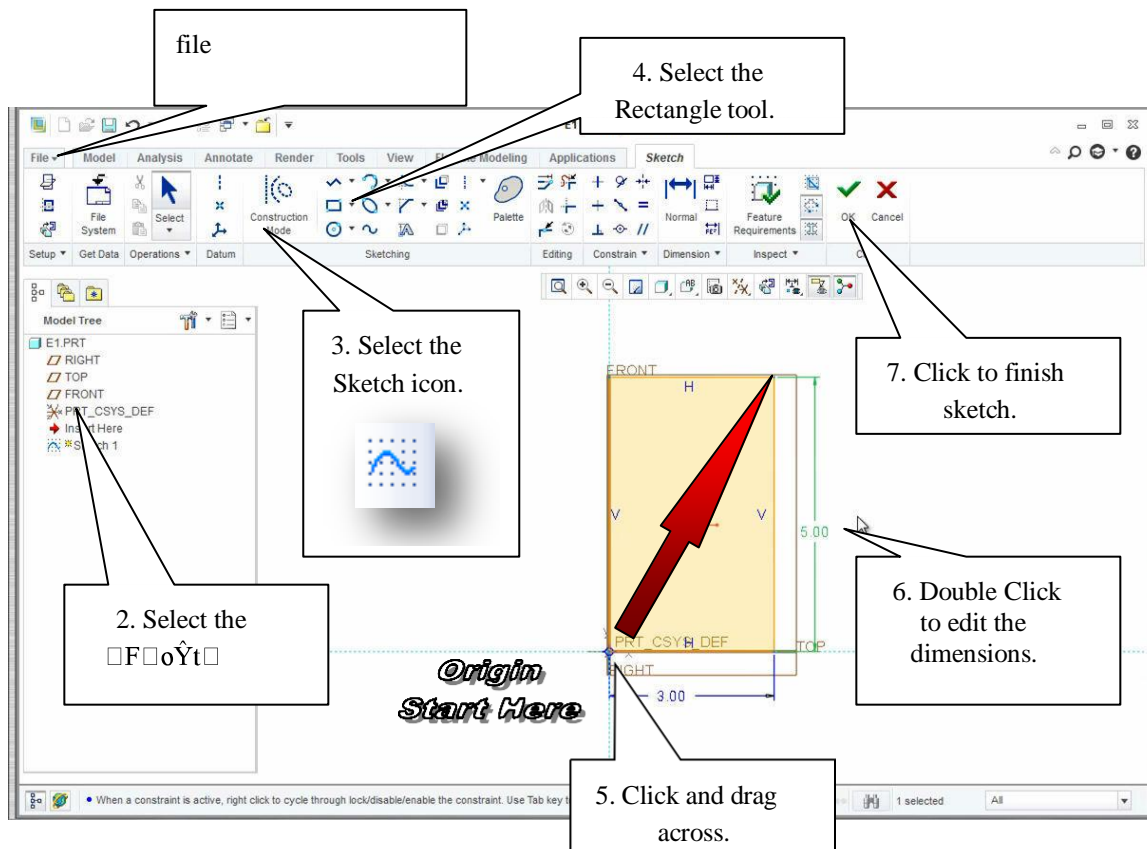 file
4. Select the
Rectangle tool.
E1
File Model Analysis Annotate Render Tools View Modeling Applications Sketch
File
System
Select
Construction
Mode
Palette
Normal
Feature
Requirements
OK Cancel
Setup Get Data Operations Datum Sketching Editing Constrain Dimension Inspect
Model Tree
E1.PRT
RIGHT
TOP
FRONT
PRT_CSYS_DEF
Insert Here
3. Select the
Sketch icon.
7. Click to finish
sketch.
FRONT
H
V V
5.00
2. Select the
□F□oŶt□
6. Double Click
to edit the
dimensions.
PRT_CSYS_DEF H TOP
RIGHT
3.00
Origin
Start Here
5. Click and drag
across.
When a constraint is active, right click to cycle through lock/disable/enable the constraint. Use Tab key t
1 selected All